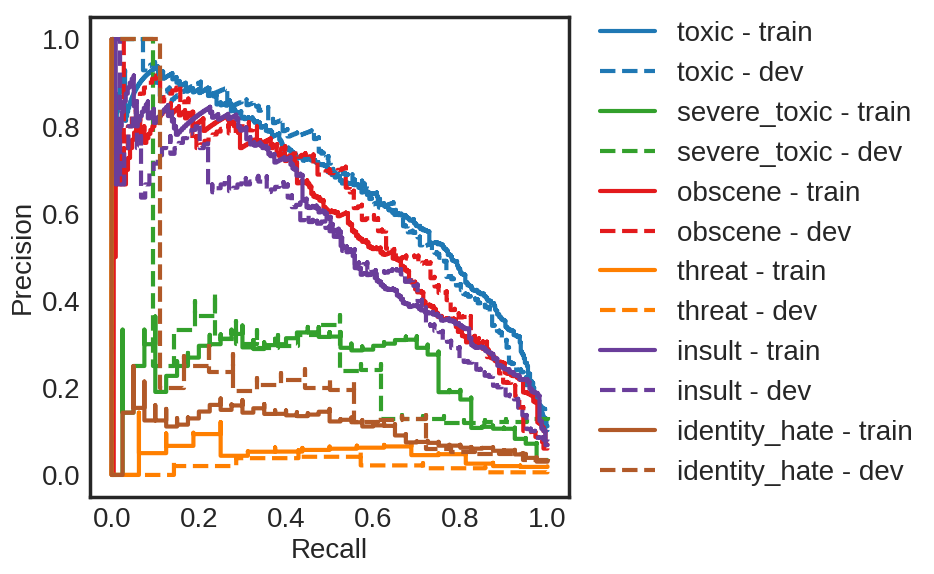 Precision
1.0
0.8
0.6
0.4
0.2
0.0
0.0 0.2 0.4 0.6 0.8 1.0
Recall
toxic - train
toxic - dev
severe_toxic - train
severe_toxic - dev
obscene - train
obscene - dev
threat - train
threat - dev
insult - train
insult - dev
identity_hate - train
identity_hate - dev